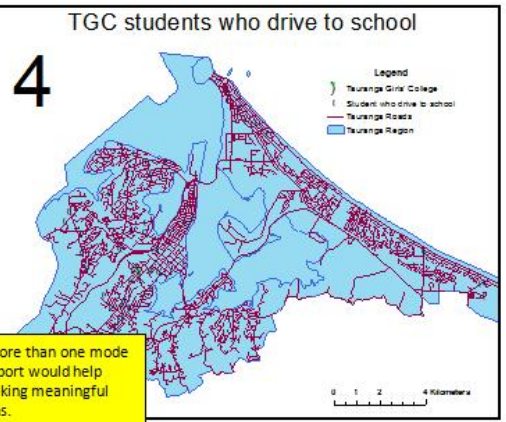 TGC students who drive to school
4
Legend
Tauranga Girls' College
Student who drive to school
Tauranga Roads
Tauranga Region
ore than one mode
port would help
king meaningful
s.
0 1 2 4 Kilometers